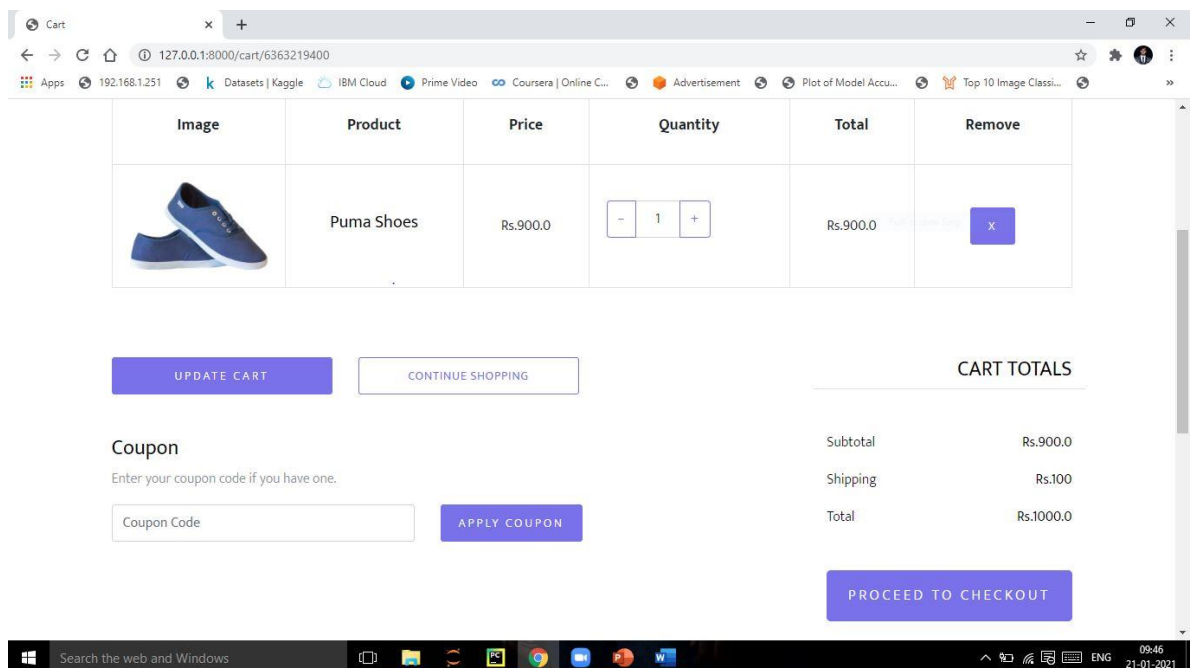 Cart
127.0.0.1:8000/cart/6363219400
Apps 192.168.1.251 Datasets | Kaggle IBM Cloud Prime Video Coursera | Online C... Advertisement Plot of Model Accu... Top 10 Image Classi... »
Image Product Price Quantity Total Remove
Puma Shoes Rs.900.0 - 1 + Rs.900.0 X
UPDATE CART CONTINUE SHOPPING CART TOTALS
Coupon
Enter your coupon code if you have one.
Coupon Code APPLY COUPON
Subtotal Rs.900.0
Shipping Rs.100
Total Rs.1000.0
PROCEED TO CHECKOUT
Search the web and Windows ENG 09:46
21-01-2021